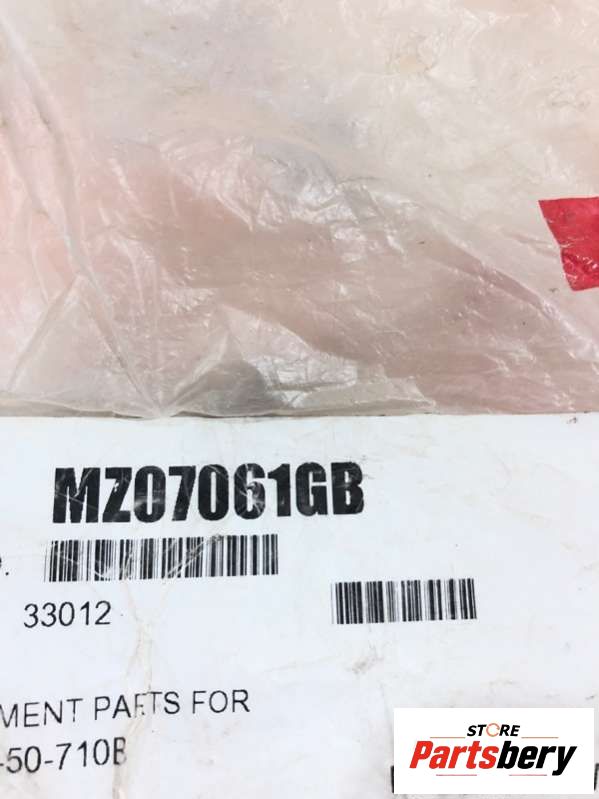 MZ07061GB
33012
MENT PARTS FOR
-50-710B
STORE
Partsbery